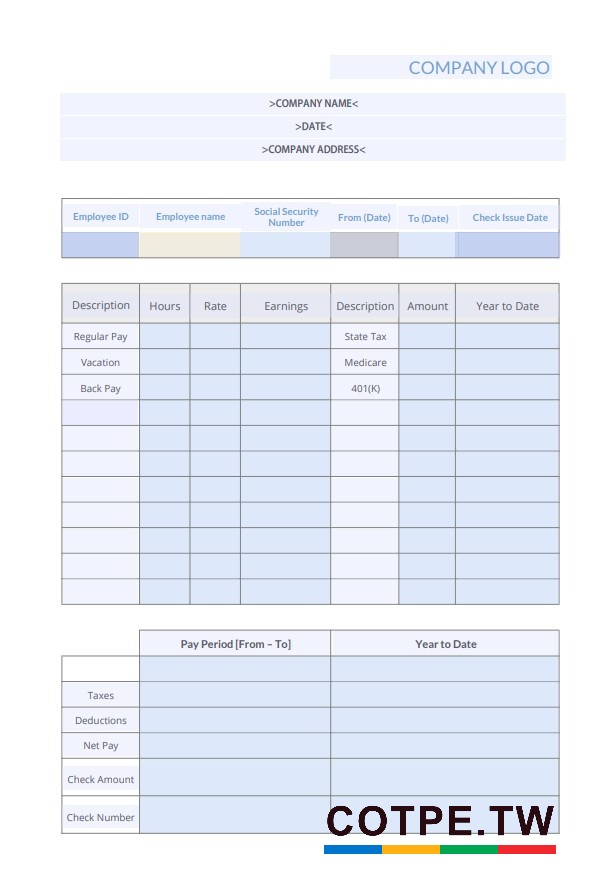 COMPANY LOGO
>COMPANY NAME<
>DATE<
>COMPANY ADDRESS<
Employee ID Employee name Social Security Number From (Date) To (Date) Check Issue Date
Description Hours Rate Earnings Description Amount Year to Date
Regular Pay State Tax
Vacation Medicare
Back Pay 401(K)
Pay Period [From – To] Year to Date
Taxes
Deductions
Net Pay
Check Amount
Check Number
COTPE.TW